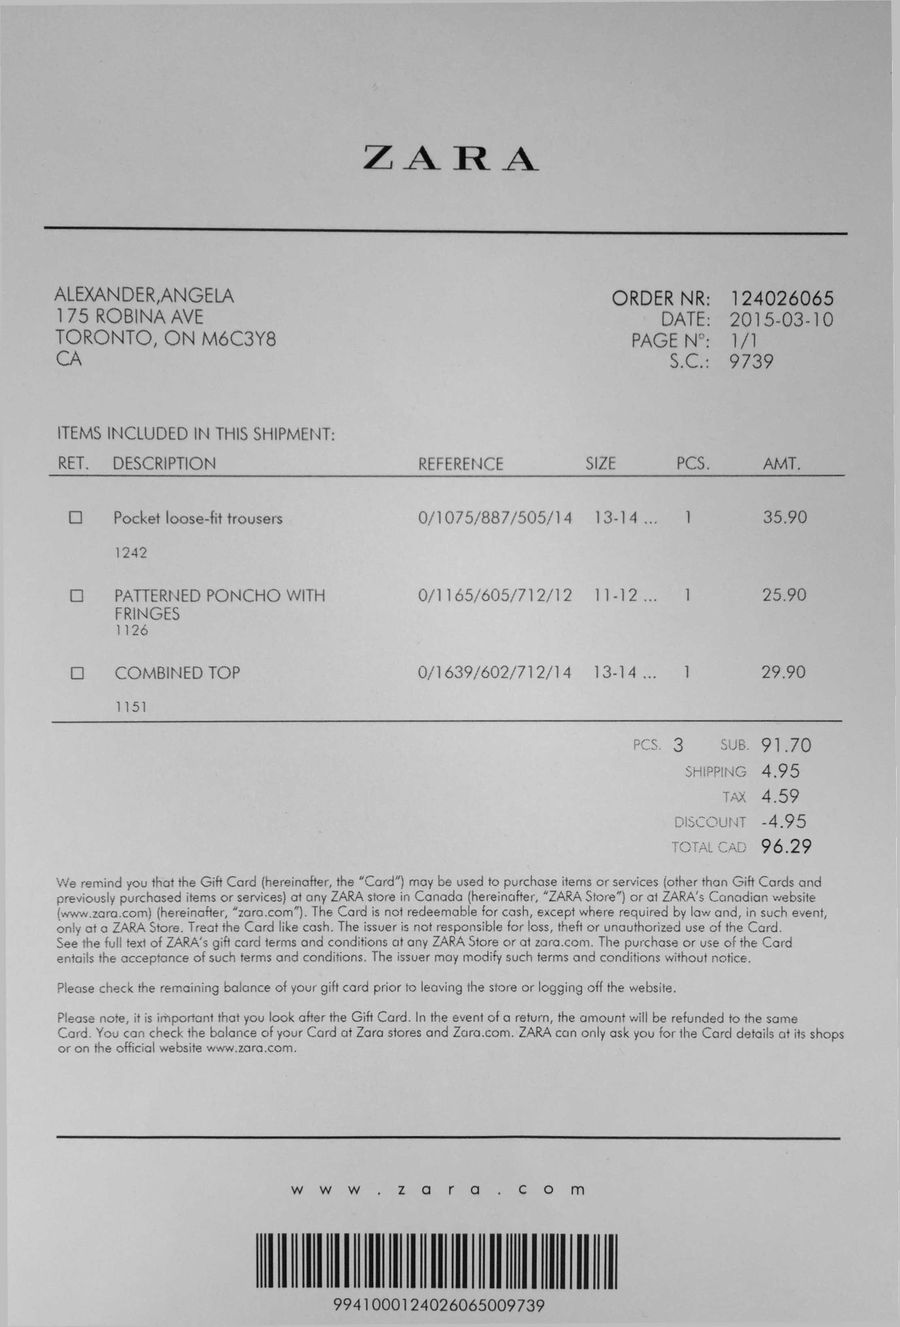 ZARA
ALEXANDER,ANGELA
175 ROBINA AVE
TORONTO, ON M6C3Y8
CA
ORDER NR: 124026065
DATE: 2015-03-10
PAGE Nº: 1/1
S.C.: 9739
ITEMS INCLUDED IN THIS SHIPMENT:
RET. DESCRIPTION REFERENCE SIZE PCS. AMT.
Pocket loose-fit trousers 0/1075/887/505/14 13-14 ... 1 35.90
1242
PATTERNED PONCHO WITH 0/1165/605/712/12 11-12 ... 1 25.90
FRINGES
1126
COMBINED TOP 0/1639/602/712/14 13-14 ... 1 29.90
1151
PCS. 3 SUB. 91.70
SHIPPING 4.95
TAX 4.59
DISCOUNT -4.95
TOTAL CAD 96.29
We remind you that the Gift Card (hereinafter, the "Card") may be used to purchase items or services (other than Gift Cards and
previously purchased items or services) at any ZARA store in Canada (hereinafter, "ZARA Store") or at ZARA's Canadian website
(www.zara.com) (hereinafter, "zara.com"). The Card is not redeemable for cash, except where required by law and, in such event,
only at a ZARA Store. Treat the Card like cash. The issuer is not responsible for loss, theft or unauthorized use of the Card.
See the full text of ZARA's gift card terms and conditions at any ZARA Store or at zara.com. The purchase or use of the Card
entails the acceptance of such terms and conditions. The issuer may modify such terms and conditions without notice.
Please check the remaining balance of your gift card prior to leaving the store or logging off the website.
Please note, it is important that you look after the Gift Card. In the event of a return, the amount will be refunded to the same
Card. You can check the balance of your Card at Zara stores and Zara.com. ZARA can only ask you for the Card details at its shops
or on the official website www.zara.com.
www.zara.com
9941000124026065009739